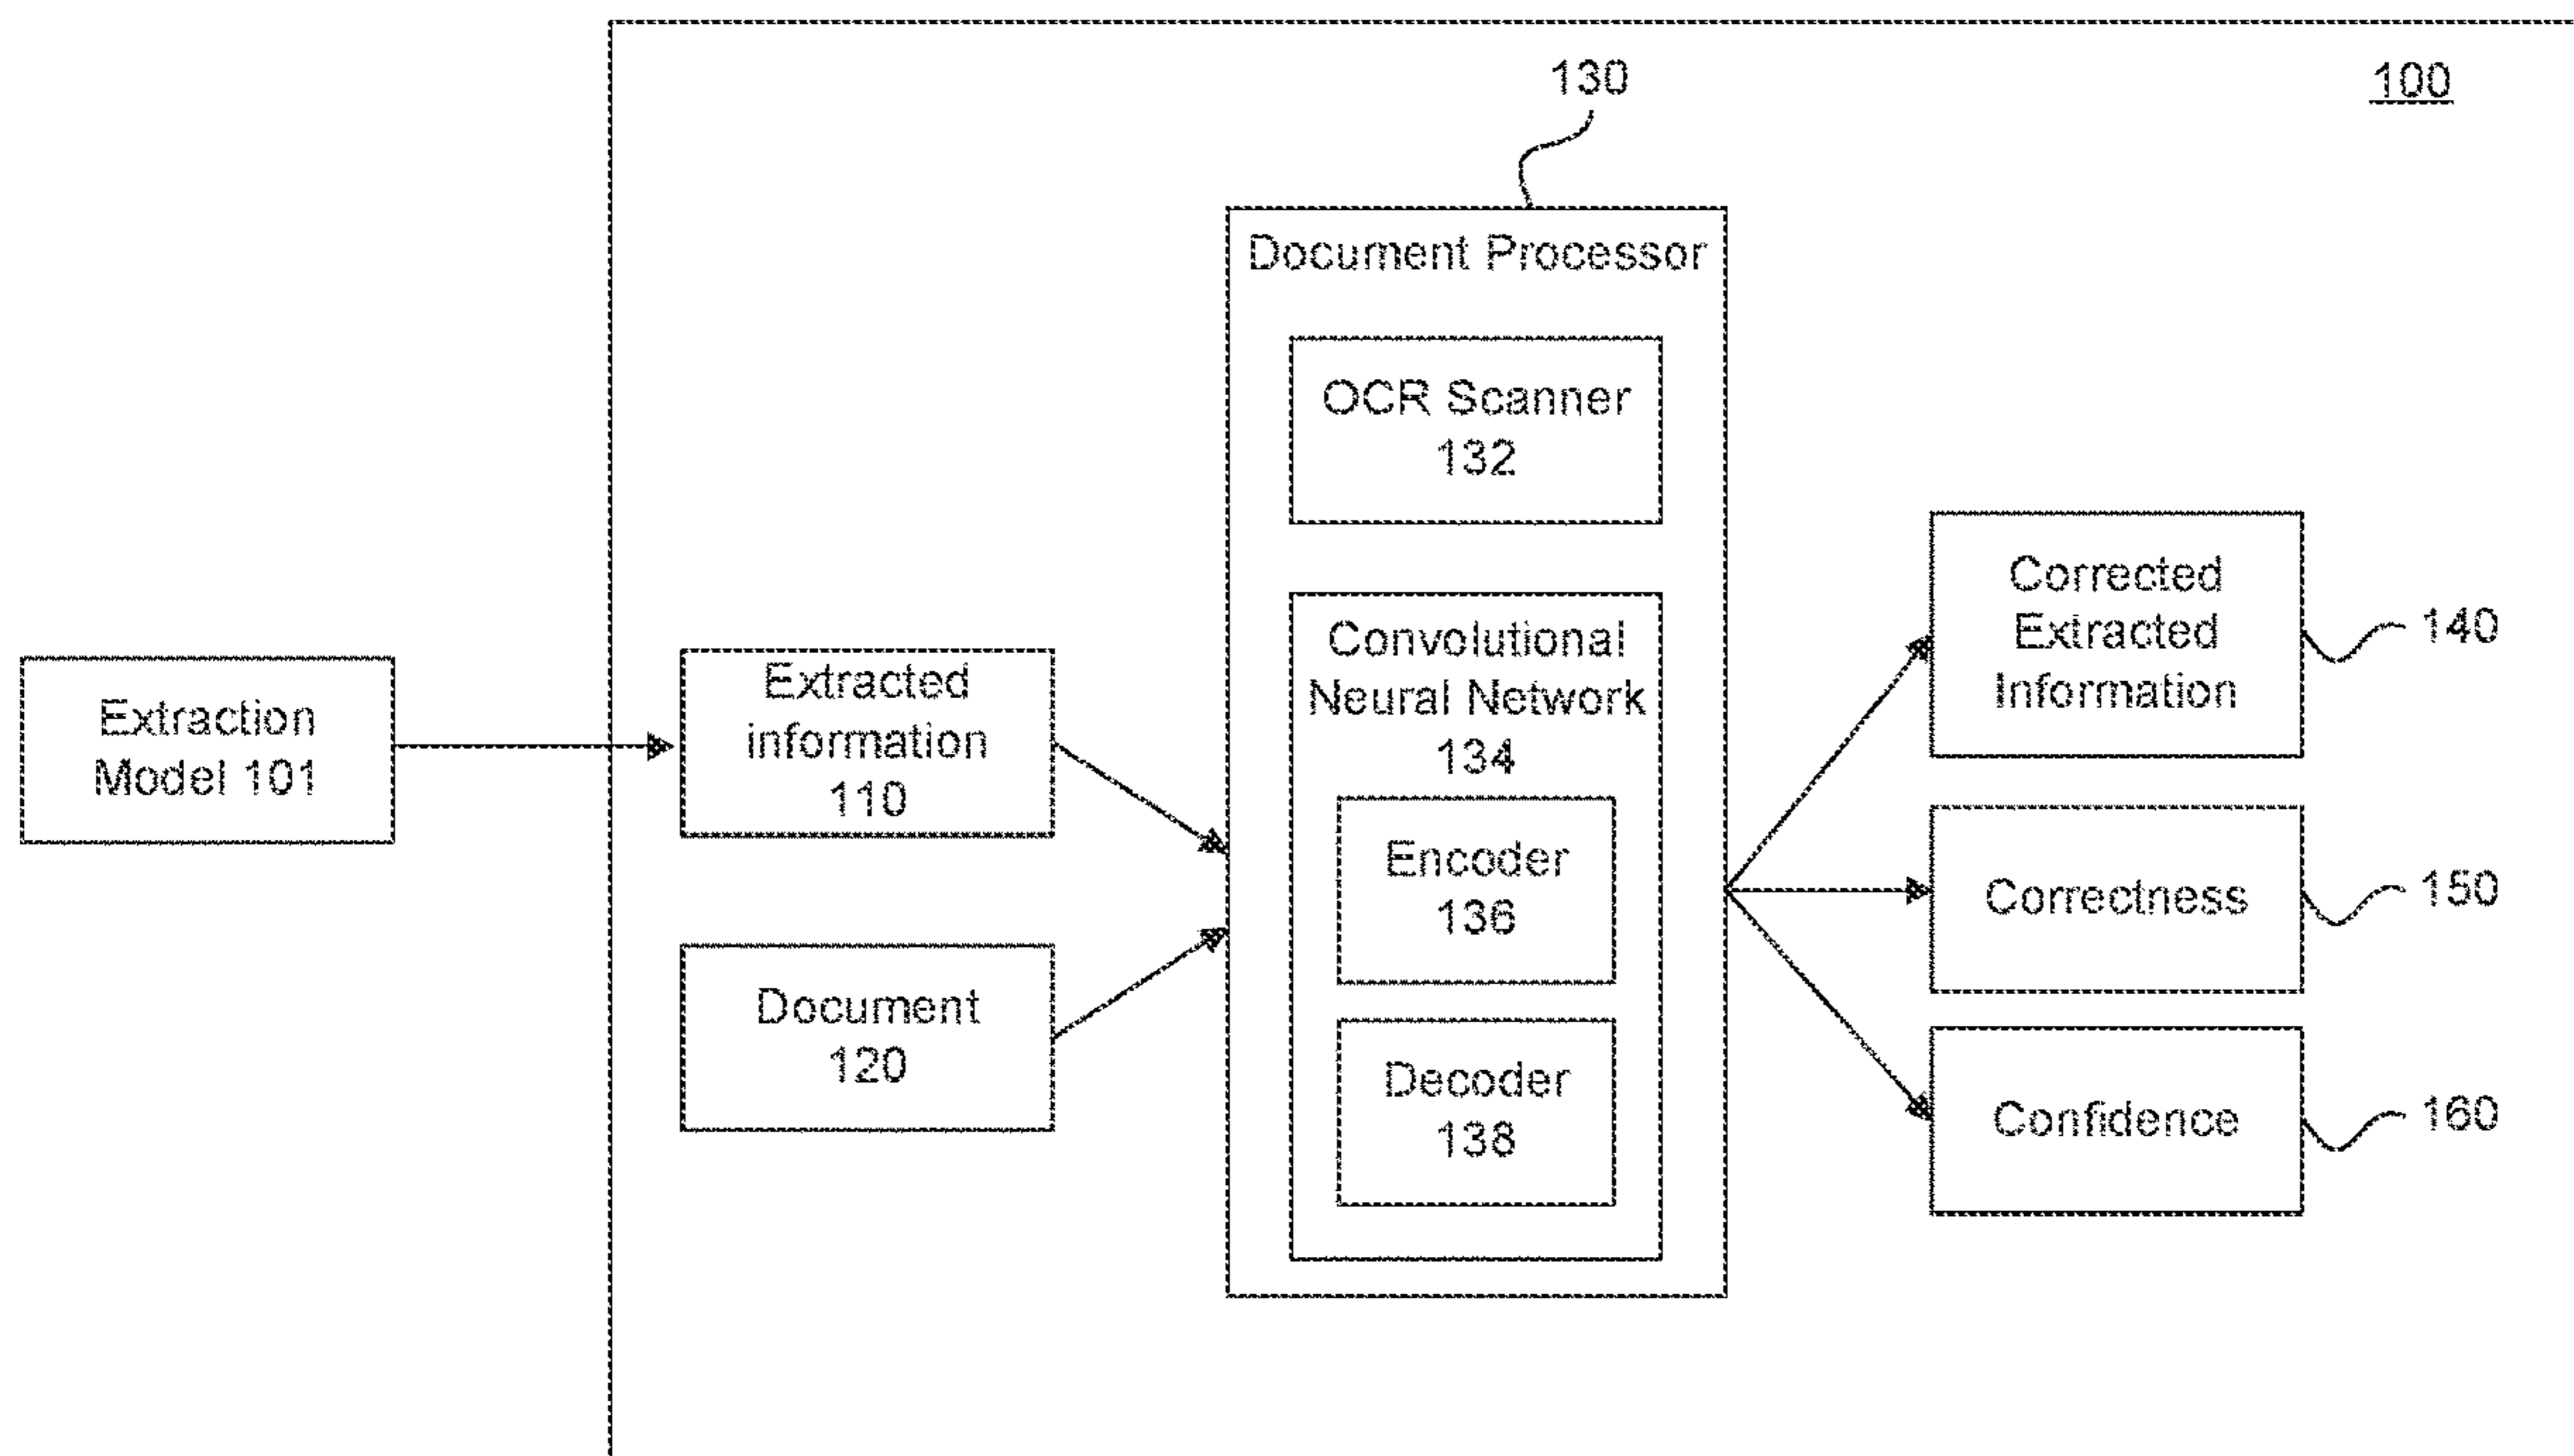 100
130
Document Processor
OCR Scanner
132
Convolutional
Neural Network
134
Encoder
136
Decoder
138
Extraction
Model 101
Extracted
information
110
Document
120
Corrected
Extracted
Information
140
Correctness
150
Confidence
160